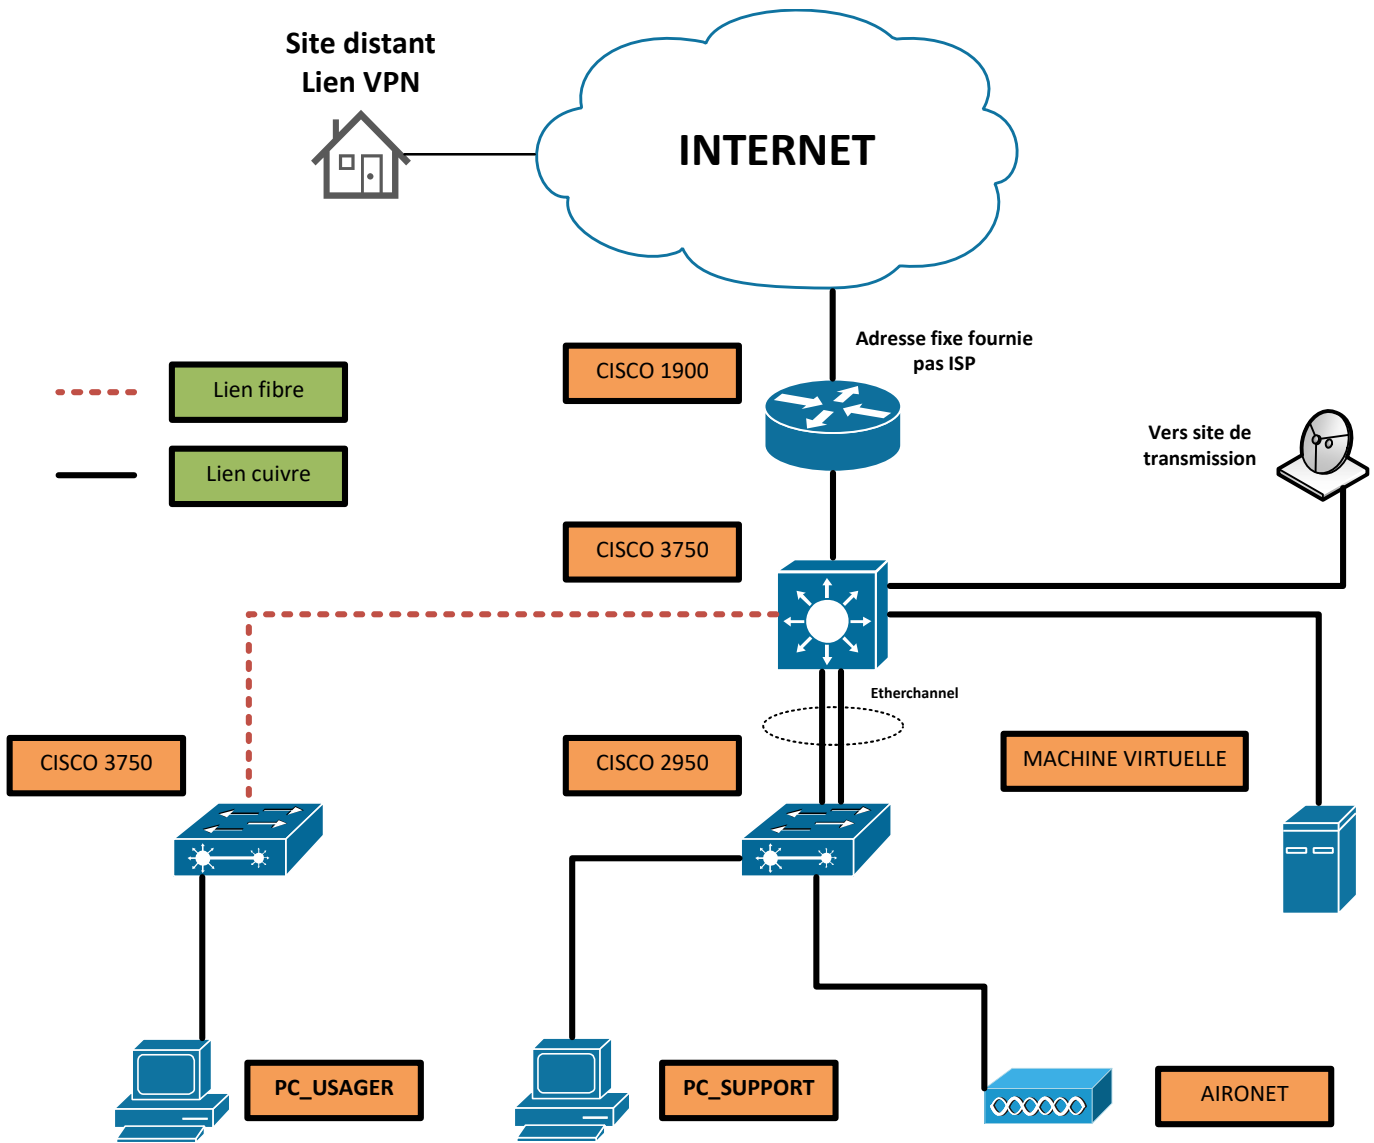 Site distant
Lien VPN
INTERNET
Adresse fixe fournie
pas ISP
CISCO 1900
Lien fibre
Vers site de
transmission
Lien cuivre
CISCO 3750
Etherchannel
CISCO 3750
CISCO 2950
MACHINE VIRTUELLE
PC_USAGER
PC_SUPPORT
AIRONET